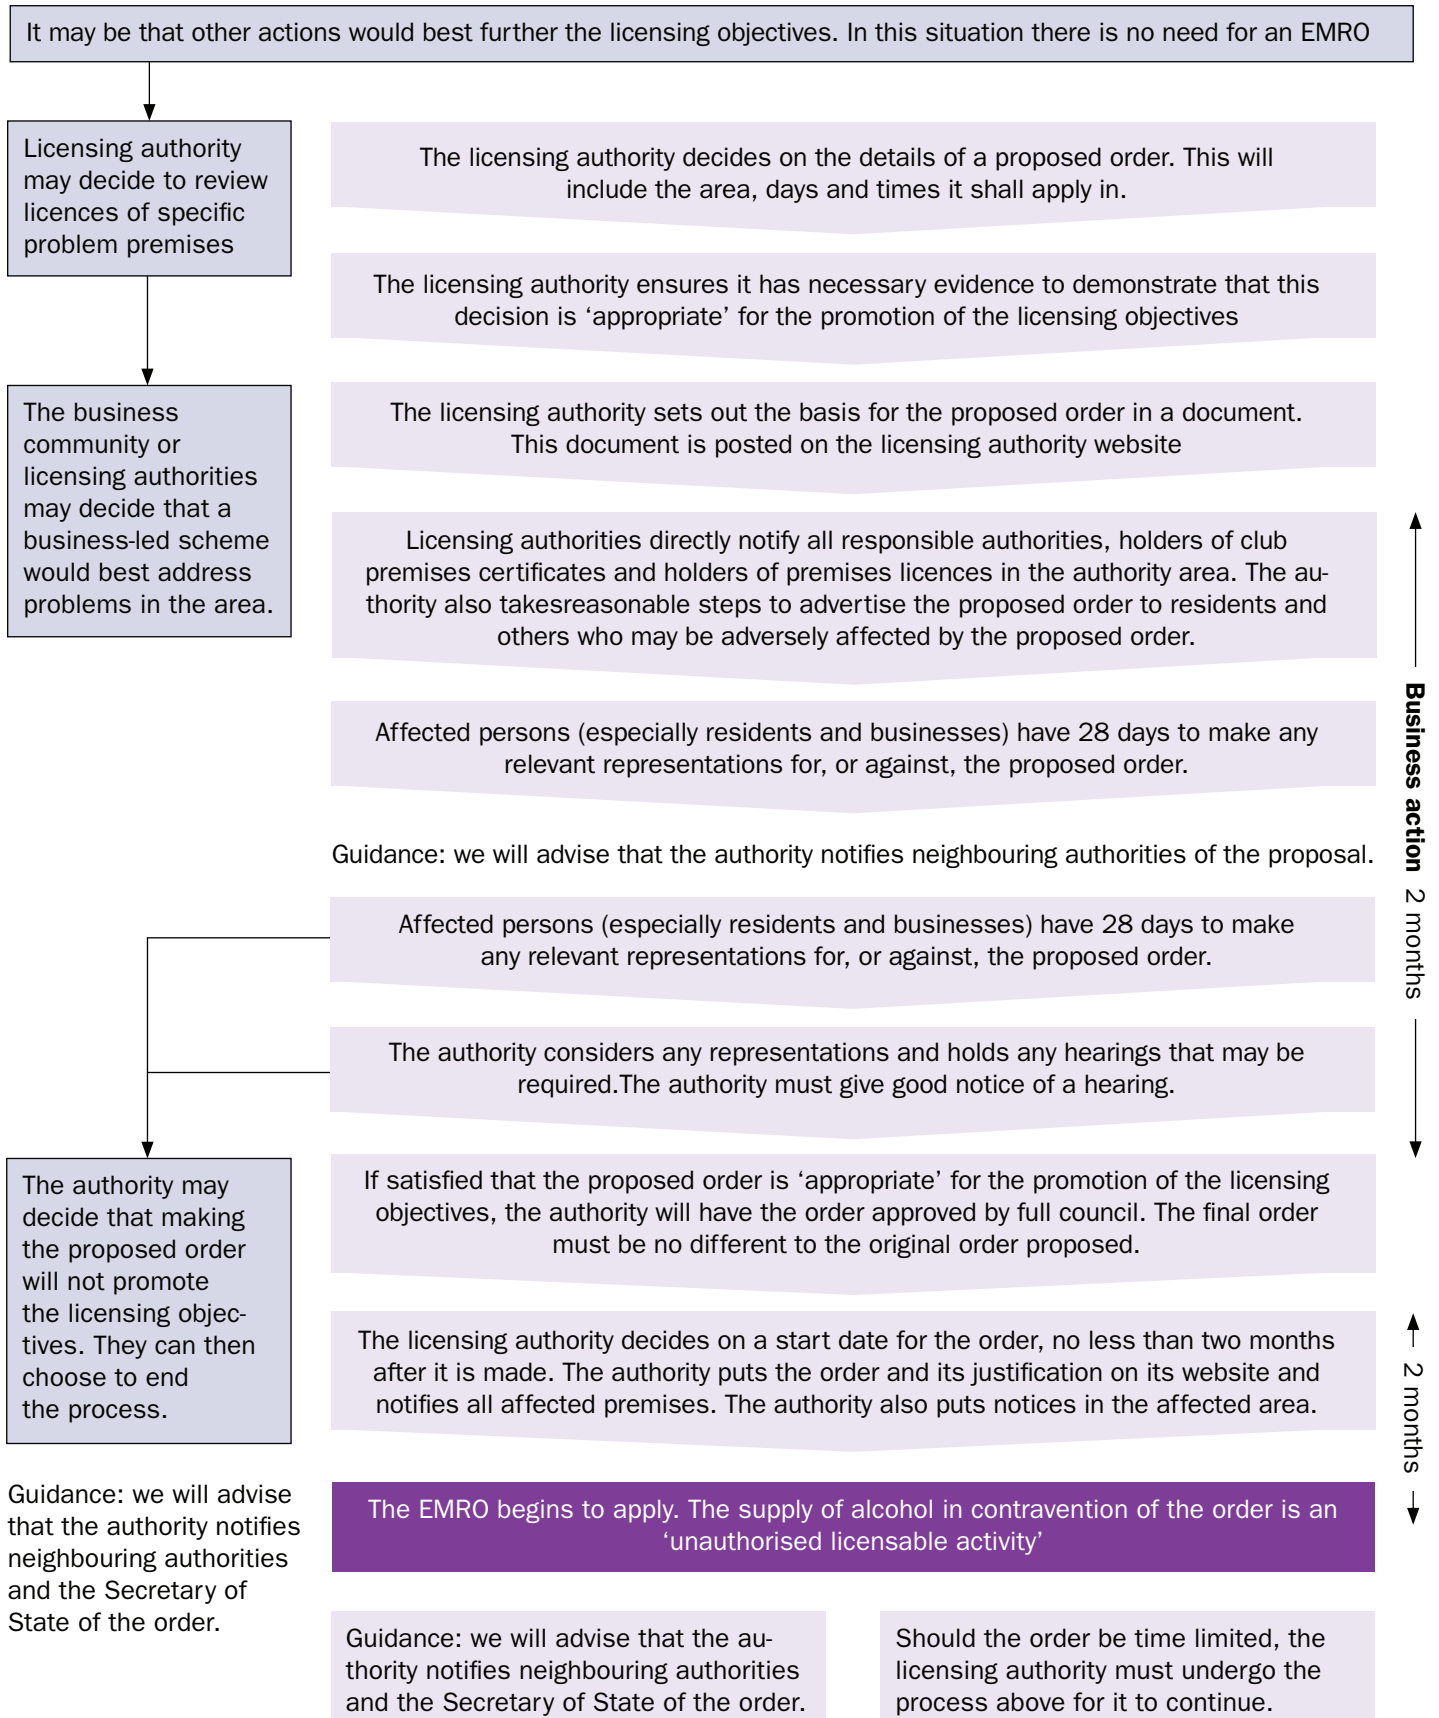 It may be that other actions would best further the licensing objectives. In this situation there is no need for an EMRO
Licensing authority
may decide to review
licences of specific
problem premises
The business
community or
licensing authorities
may decide that a
business-led scheme
would best address
problems in the area.
The licensing authority decides on the details of a proposed order. This will
include the area, days and times it shall apply in.
The licensing authority ensures it has necessary evidence to demonstrate that this
decision is ‘appropriate’ for the promotion of the licensing objectives
The licensing authority sets out the basis for the proposed order in a document.
This document is posted on the licensing authority website
Licensing authorities directly notify all responsible authorities, holders of club
premises certificates and holders of premises licences in the authority area. The au-
thority also takesreasonable steps to advertise the proposed order to residents and
others who may be adversely affected by the proposed order.
Affected persons (especially residents and businesses) have 28 days to make any
relevant representations for, or against, the proposed order.
Guidance: we will advise that the authority notifies neighbouring authorities of the proposal.
Affected persons (especially residents and businesses) have 28 days to make
any relevant representations for, or against, the proposed order.
The authority considers any representations and holds any hearings that may be
required.The authority must give good notice of a hearing.
Business action 2 months
The authority may
decide that making
the proposed order
will not promote
the licensing objec-
tives. They can then
choose to end
the process.
If satisfied that the proposed order is ‘appropriate’ for the promotion of the licensing
objectives, the authority will have the order approved by full council. The final order
must be no different to the original order proposed.
The licensing authority decides on a start date for the order, no less than two months
after it is made. The authority puts the order and its justification on its website and
notifies all affected premises. The authority also puts notices in the affected area.
2 months
Guidance: we will advise
that the authority notifies
neighbouring authorities
and the Secretary of
State of the order.
The EMRO begins to apply. The supply of alcohol in contravention of the order is an
‘unauthorised licensable activity’
Guidance: we will advise that the au-
thority notifies neighbouring authorities
and the Secretary of State of the order.
Should the order be time limited, the
licensing authority must undergo the
process above for it to continue.